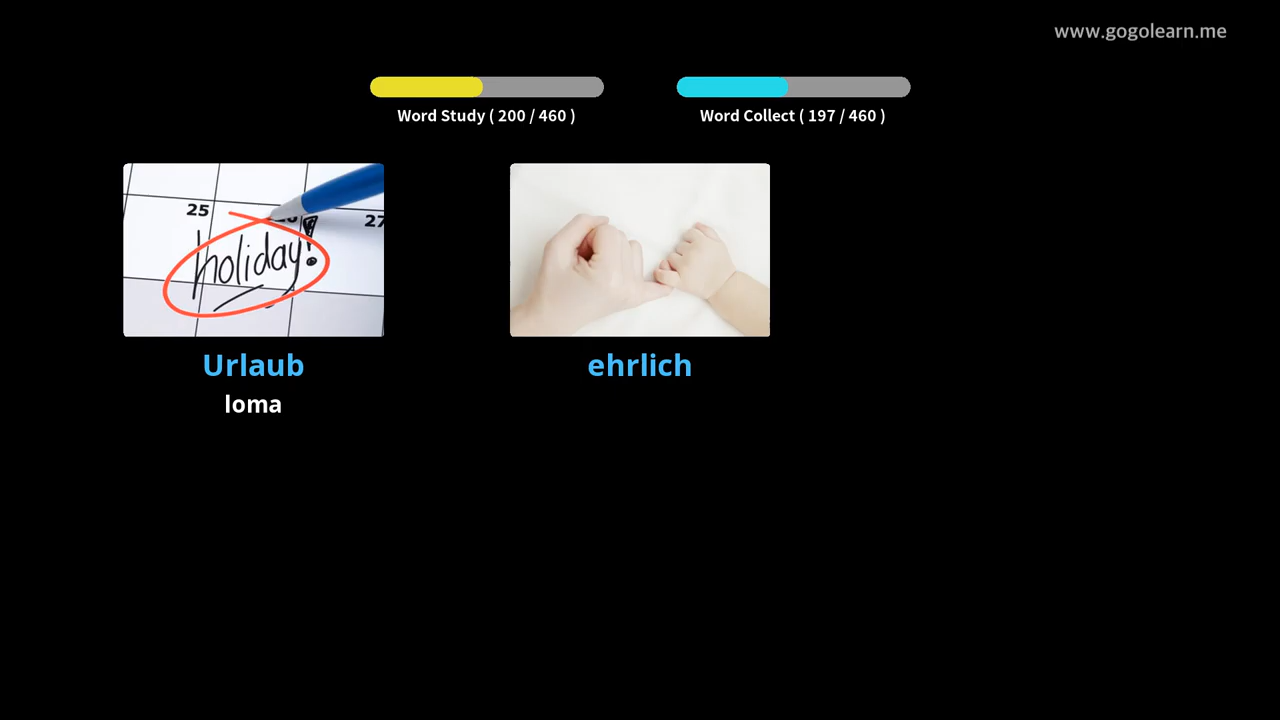 www.gogolearn.me
Word Study ( 200 / 460 )
Word Collect ( 197 / 460 )
25
27
holiday!
Urlaub
ehrlich
loma